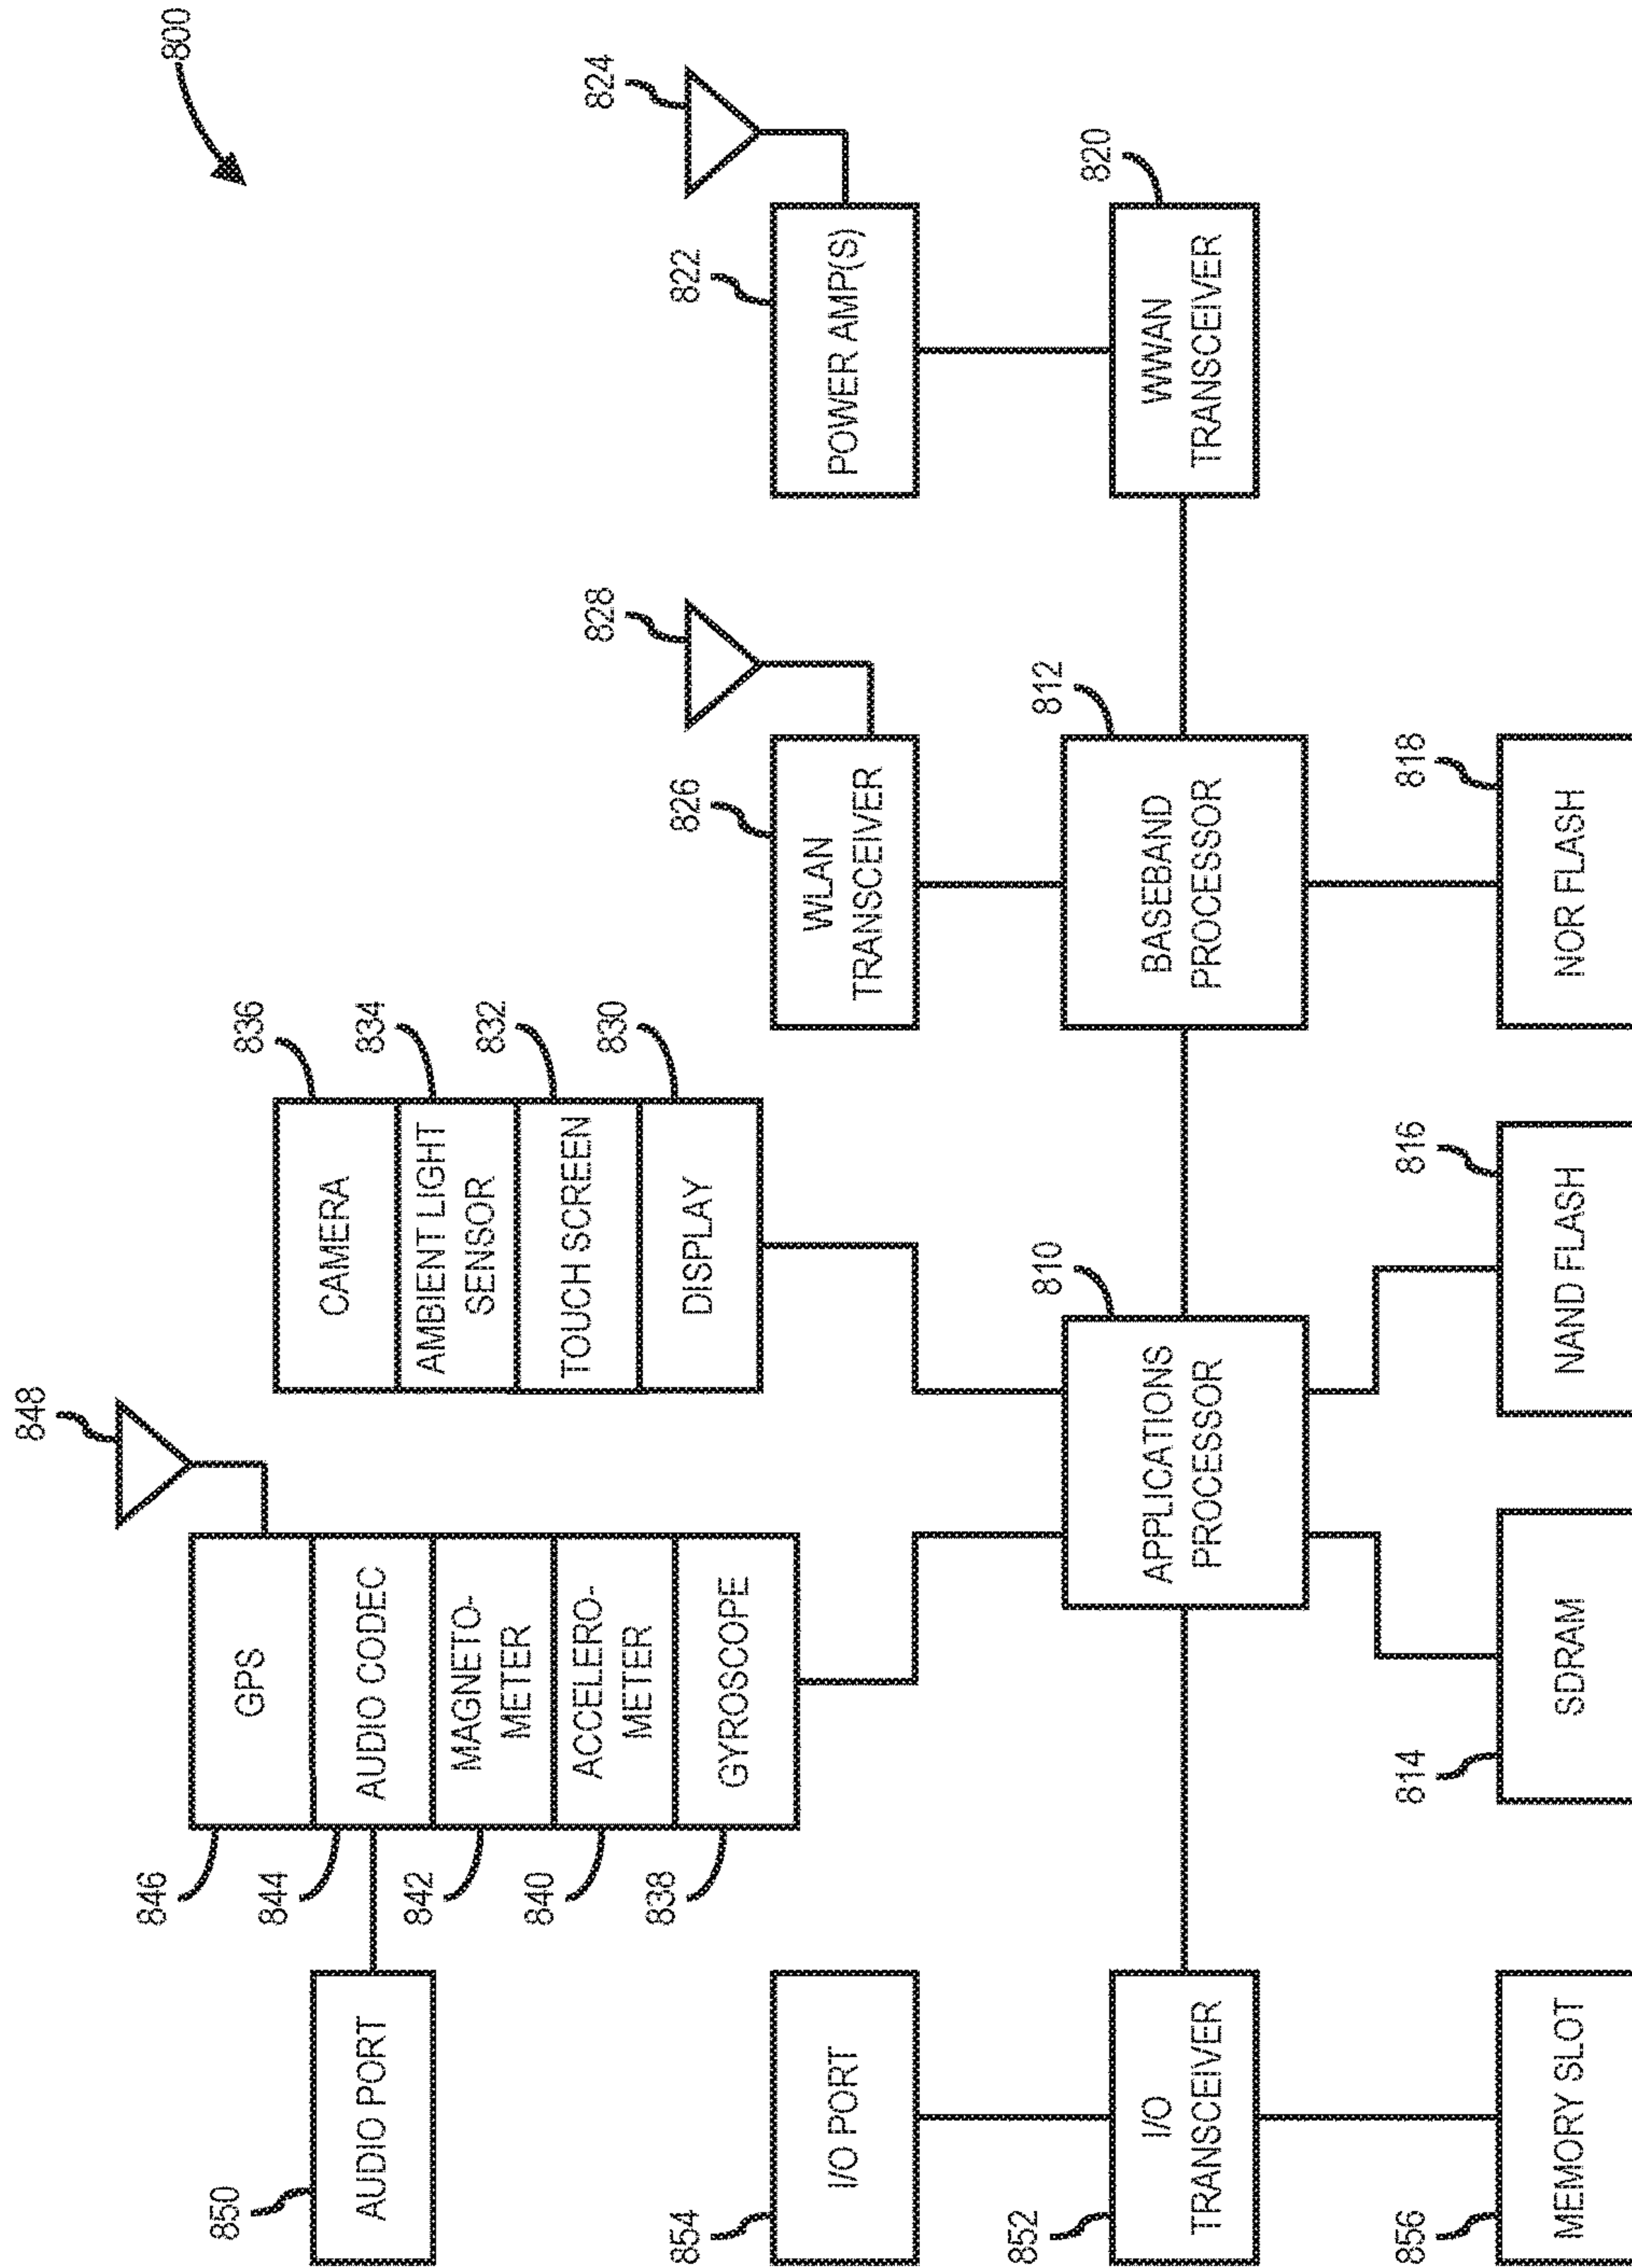 800
848
846
GPS
844
AUDIO CODEC
842
MAGNETO-
METER
840
ACCELERO-
METER
838
GYROSCOPE
836
CAMERA
834
AMBIENT LIGHT
SENSOR
832
TOUCH SCREEN
830
DISPLAY
850
AUDIO PORT
854
I/O PORT
826
WLAN
TRANSCEIVER
828
822
POWER AMP(S)
824
852
I/O
TRANSCEIVER
810
APPLICATIONS
PROCESSOR
812
BASEBAND
PROCESSOR
820
WWAN
TRANSCEIVER
856
MEMORY SLOT
814
SDRAM
816
NAND FLASH
818
NOR FLASH